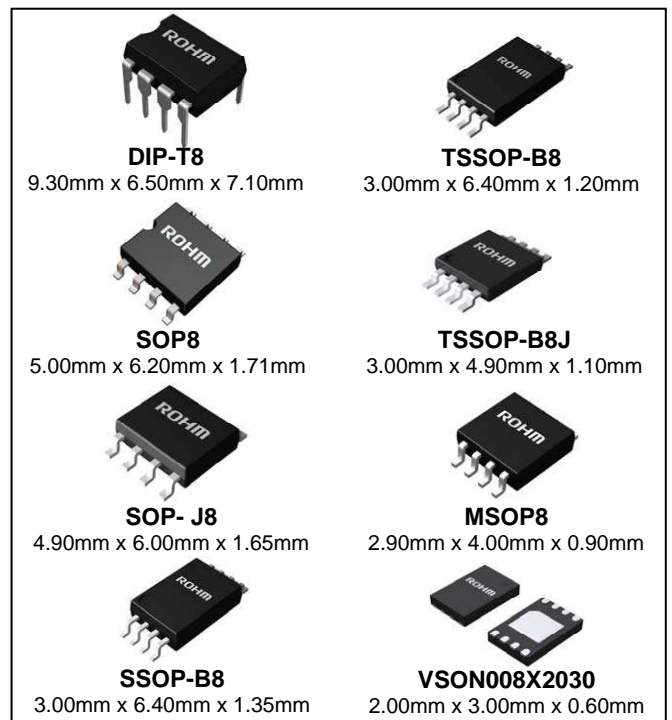 ROHM
DIP-T8
9.30mm x 6.50mm x 7.10mm
ROHM
TSSOP-B8
3.00mm x 6.40mm x 1.20mm
ROHM
SOP8
5.00mm x 6.20mm x 1.71mm
ROHM
TSSOP-B8J
3.00mm x 4.90mm x 1.10mm
ROHM
SOP- J8
4.90mm x 6.00mm x 1.65mm
ROHM
MSOP8
2.90mm x 4.00mm x 0.90mm
ROHM
SSOP-B8
3.00mm x 6.40mm x 1.35mm
ROHM
VSON008X2030
2.00mm x 3.00mm x 0.60mm